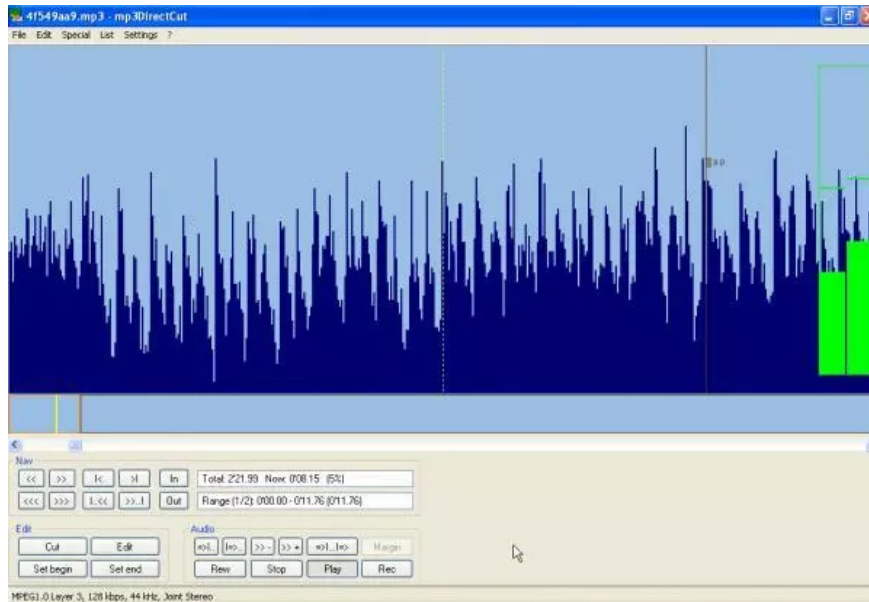 4f549aa9.mp3 - mp3DirectCut
File Edit Special List Settings ?
Nav
<< >> |< >| In Total: 2'21.99 Now: 0'08.15 (5%)
<<< >>> Out Range (1/2): 0'00.00 - 0'11.76 (0'11.76)
Edit Audio
Cut Edit >> - >> + Margin
Set begin Set end Rew Stop Play Rec
MPEG1.0 Layer 3, 128 kbps, 44 kHz, Joint Stereo